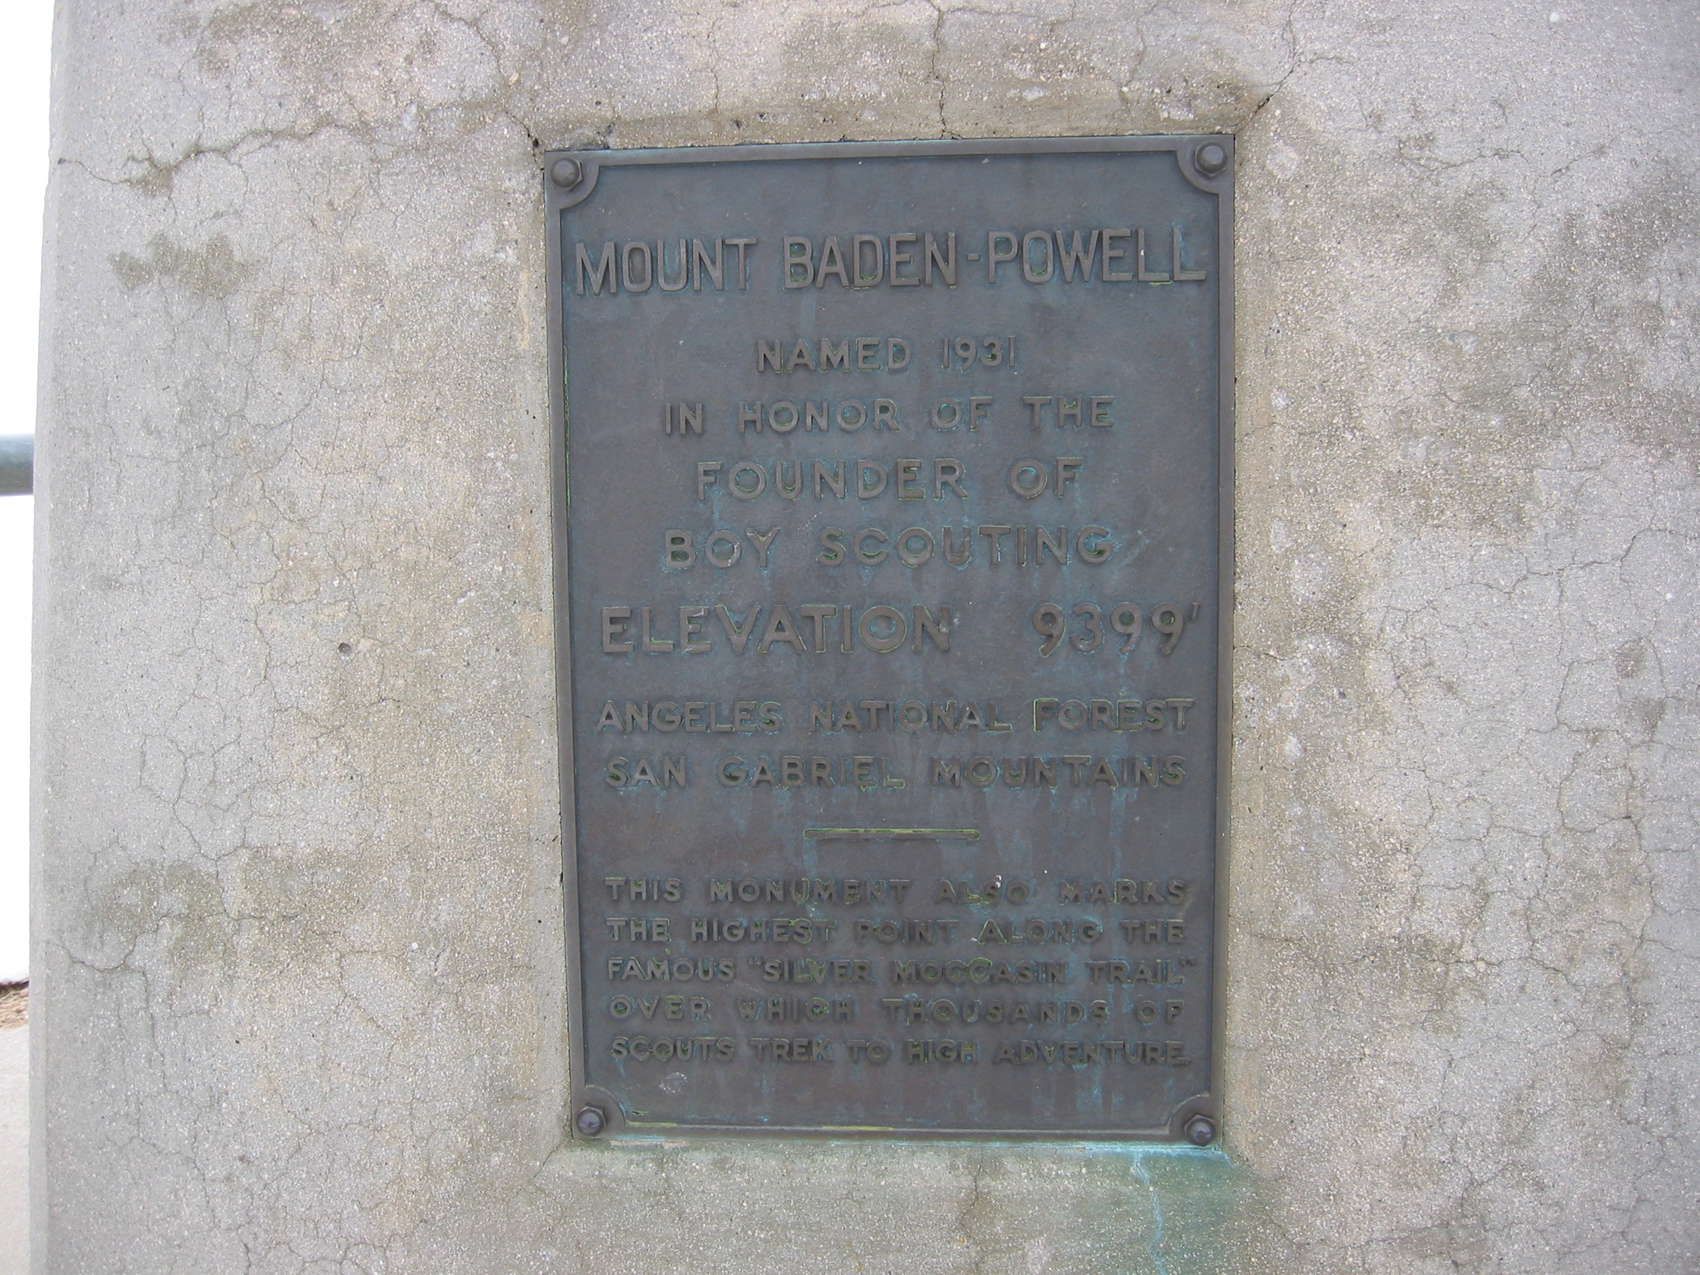 MOUNT BADEN-POWELL
NAMED 1931
IN HONOR OF THE
FOUNDER OF
BOY SCOUTING
ELEVATION 9399'
ANGELES NATIONAL FOREST
SAN GABRIEL MOUNTAINS
THIS MONUMENT ALSO MARKS
THE HIGHEST POINT ALONG THE
FAMOUS "SILVER MOCCASIN TRAIL"
OVER WHICH THOUSANDS OF
SCOUTS TREK TO HIGH ADVENTURE.